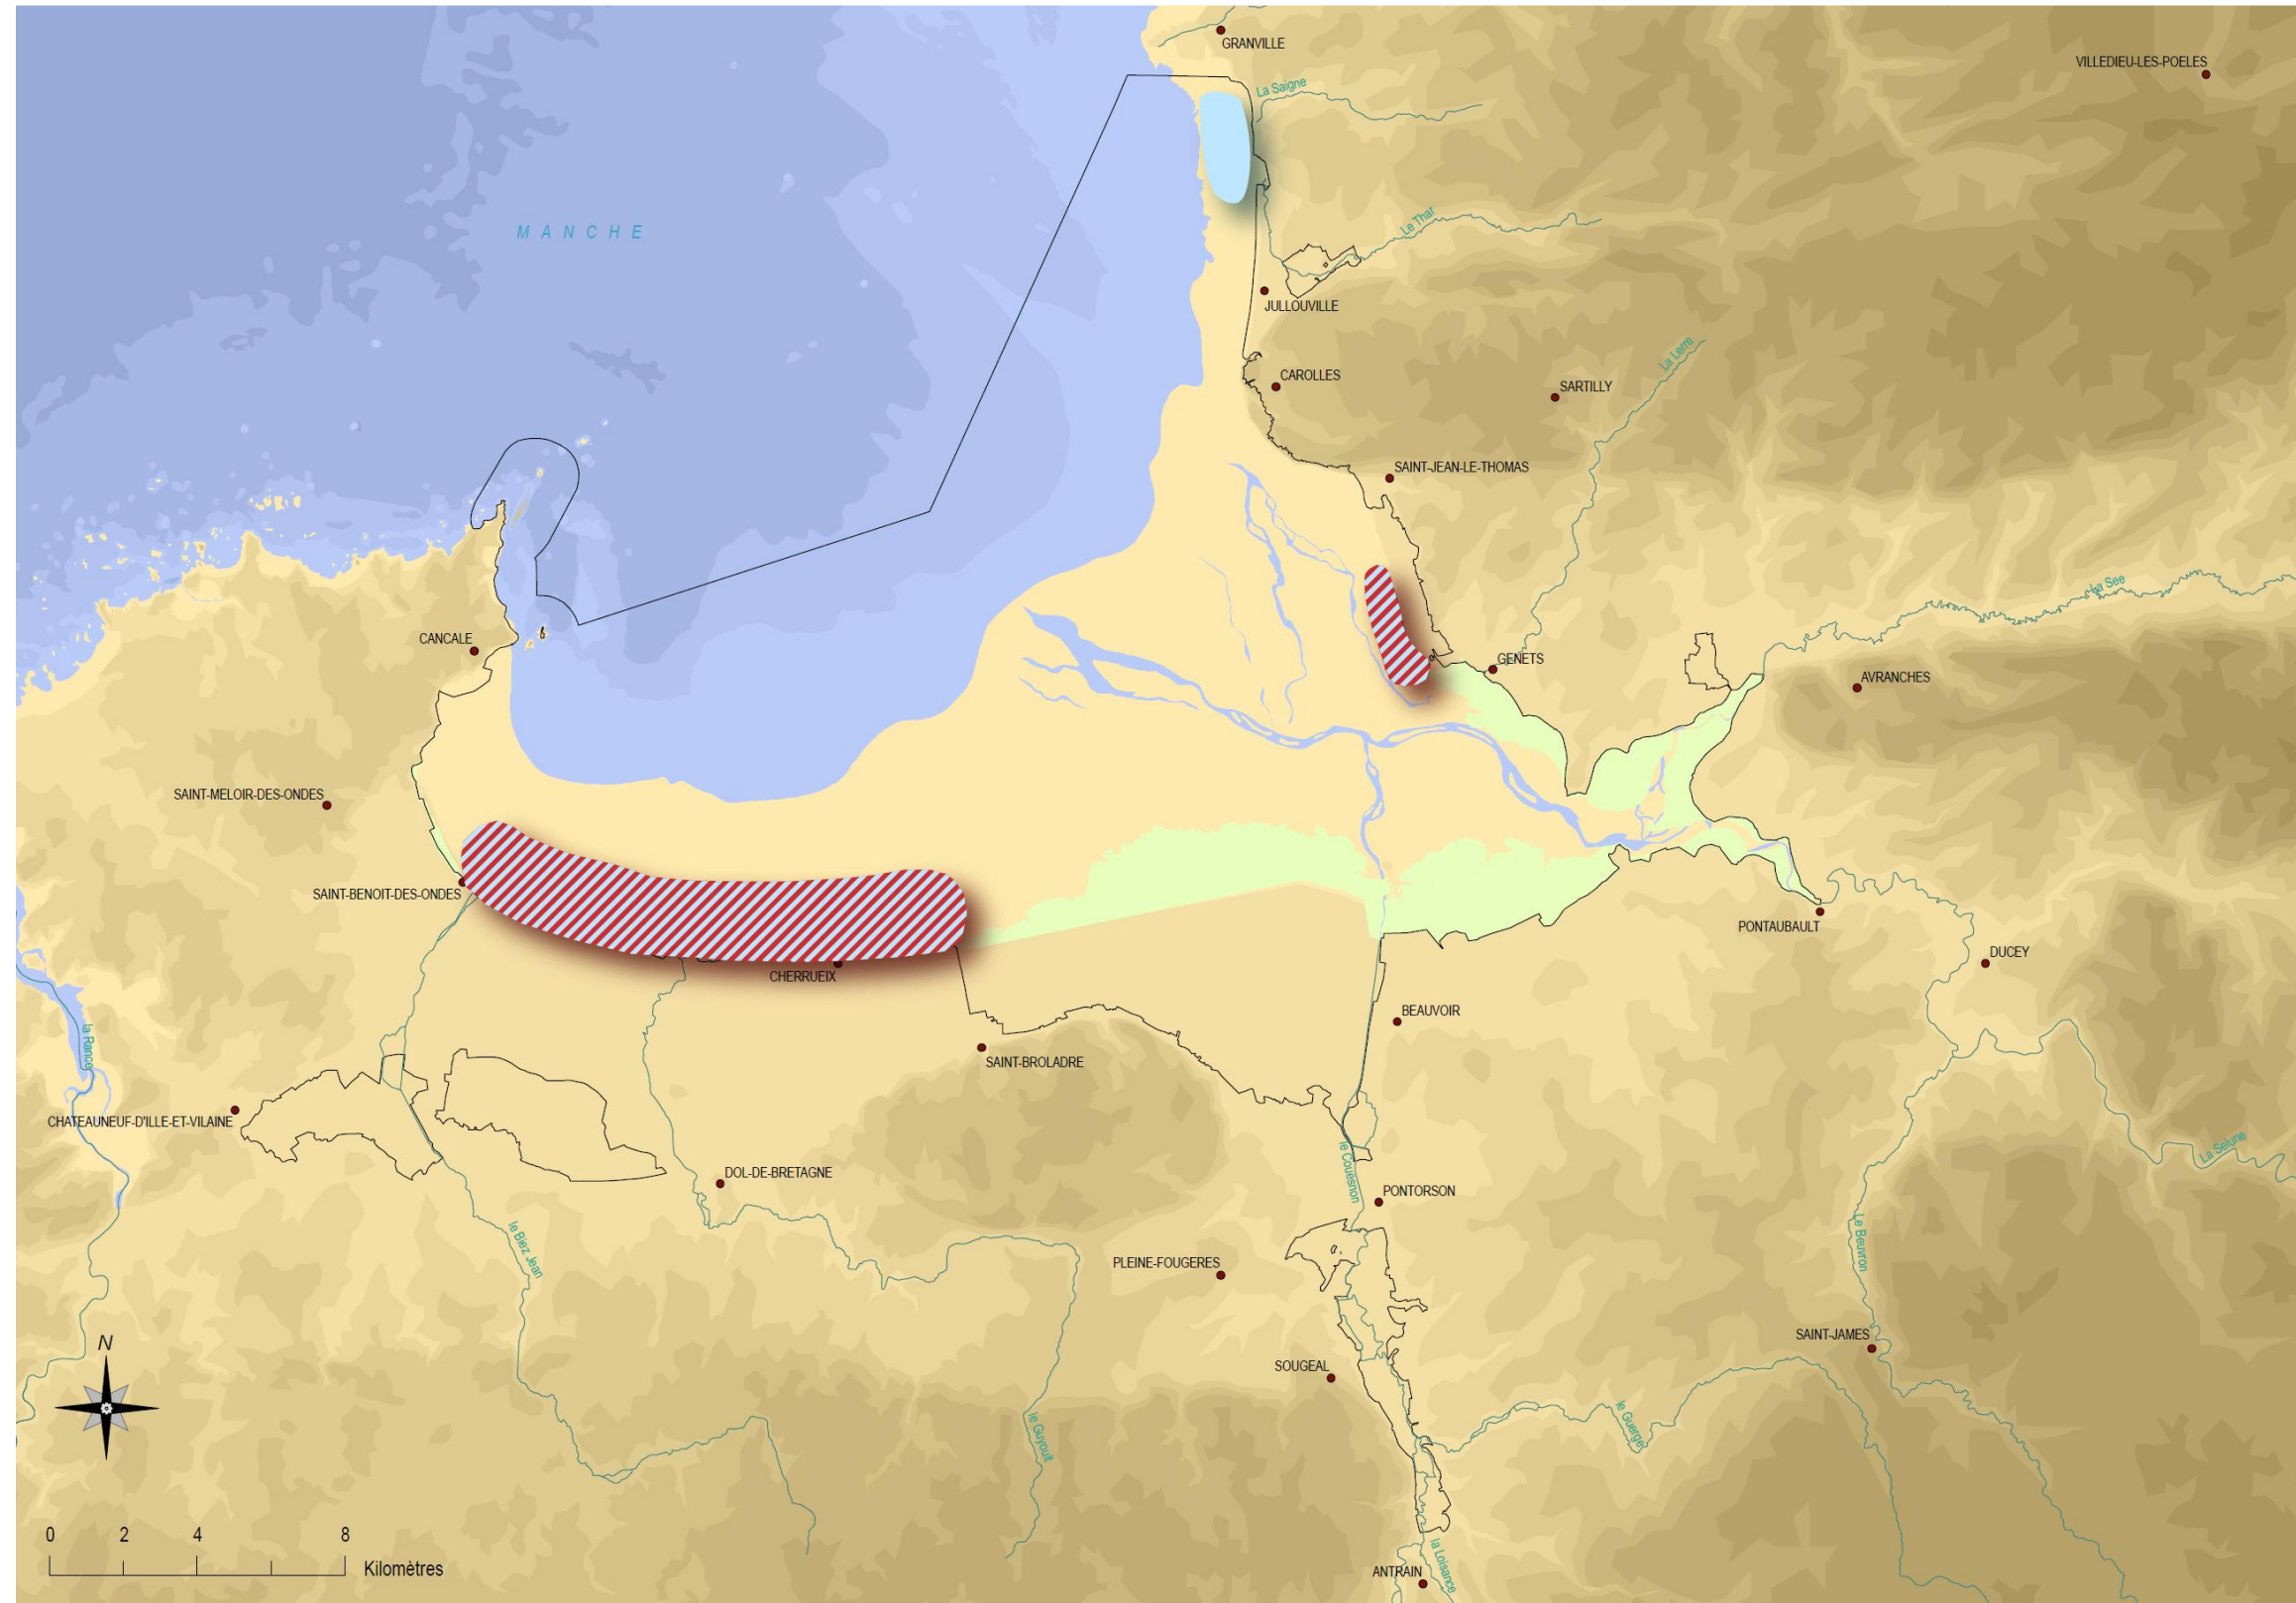 GRANVILLE
VILLEDIEU-LES-POELES
La Saigne
MANCHE
Le Thar
JULLOUVILLE
La Lerre
CAROLLES
SARTILLY
SAINT-JEAN-LE-THOMAS
La See
CANCALE
GENETS
AVRANCHES
SAINT-MELOIR-DES-ONDES
SAINT-BENOIT-DES-ONDES
PONTAUBAULT
DUCEY
CHERRUEIX
BEAUVOIR
la Rance
SAINT-BROLADRE
CHATEAUNEUF-D'ILLE-ET-VILAINE
La Selune
DOL-DE-BRETAGNE
le Couesnon
PONTORSON
le Biez Jean
Le Beuvron
PLEINE-FOUGERES
N
SAINT-JAMES
SOUGEAL
le Guyoult
le Guerge
0 2 4 8
Kilomètres
ANTRAIN
la Loisance